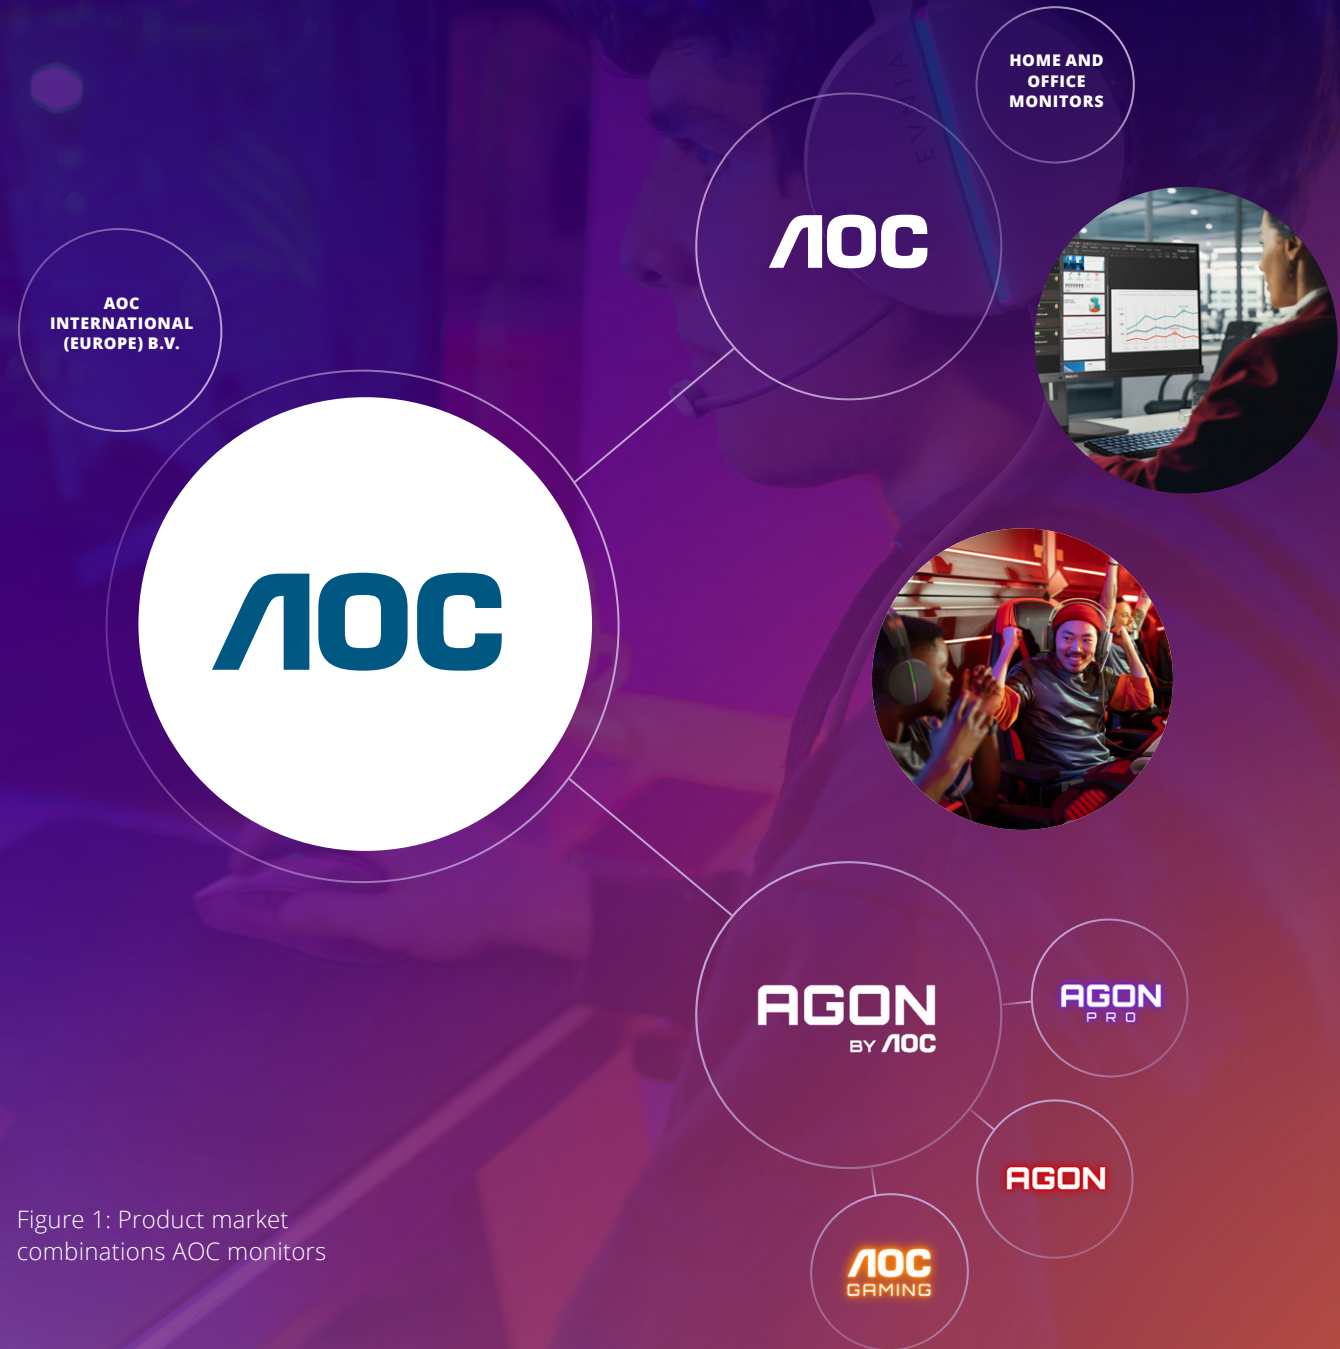 HOME AND
OFFICE
MONITORS
AOC
AOC
INTERNATIONAL
(EUROPE) B.V.
AOC
EVNIA
AGON
BY AOC
AGON
PRO
AGON
AOC
GAMING
Figure 1: Product market
combinations AOC monitors